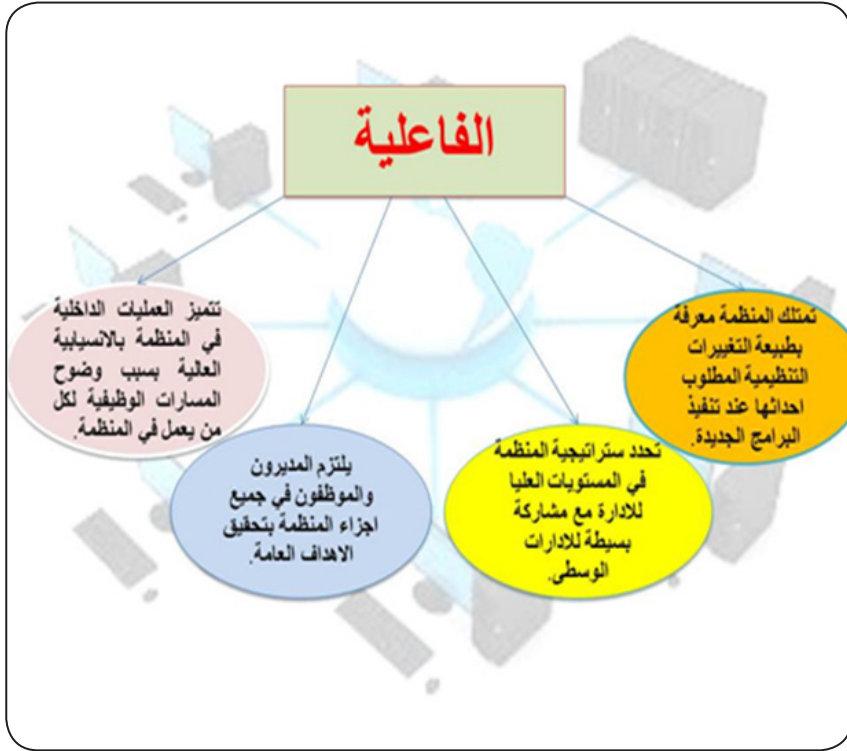 الفاعلية
تمتلك المنظمة معرفة
بطبيعة التغييرات
التنظيمية المطلوب
احداثها عند تنفيذ
البرامج الجديدة.
تحدد ستراتيجية المنظمة
في المستويات العليا
للادارة مع مشاركة
بسيطة للادارات
الوسطى.
يلتزم المديرون
والموظفون في جميع
اجزاء المنظمة بتحقيق
الاهداف العامة.
تتميز العمليات الداخلية
في المنظمة بالانسيابية
العالية بسبب وضوح
المسارات الوظيفية لكل
من يعمل في المنظمة.